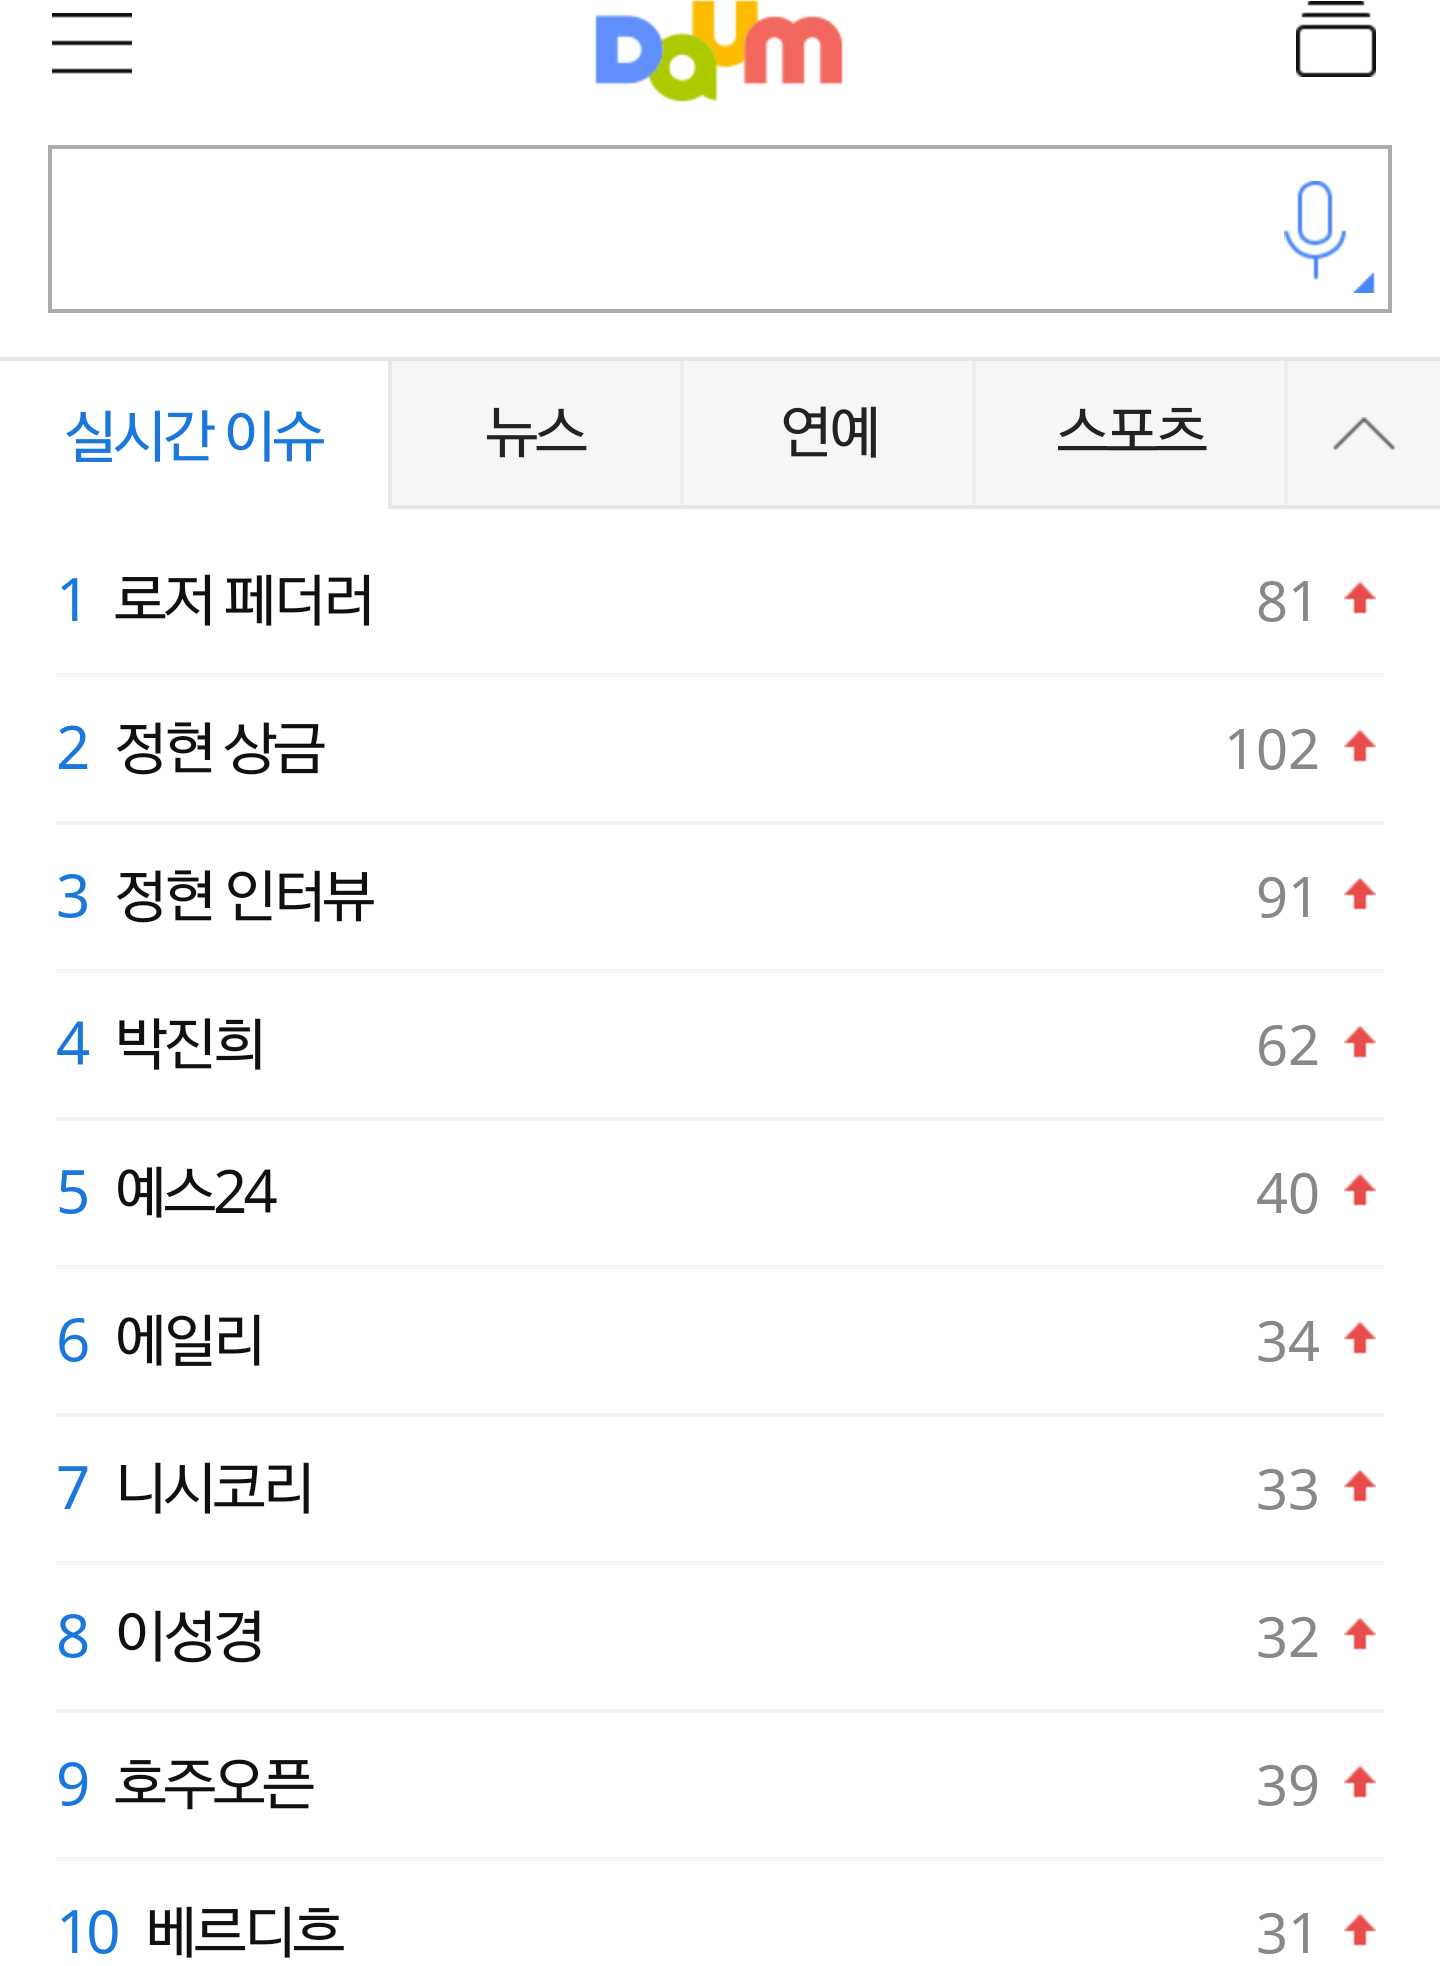 Daum
실시간 이슈 뉴스 연예 스포츠
1 로저 페더러 81
2 정현 상금 102
3 정현 인터뷰 91
4 박진희 62
5 예스24 40
6 에일리 34
7 니시코리 33
8 이성경 32
9 호주오픈 39
10 베르디흐 31